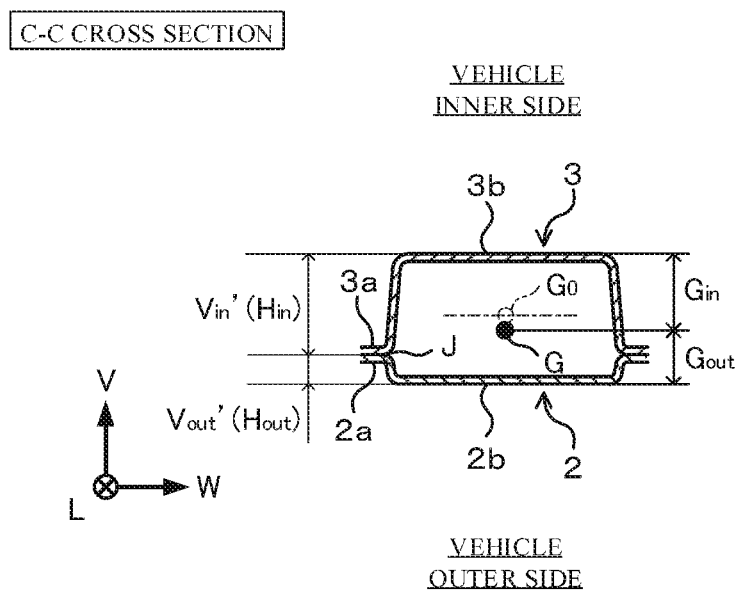 C-C CROSS SECTION
VEHICLE
INNER SIDE
3b
3
3a
G0
Gin
Vin' (Hin)
J
G
Gout
V
Vout' (Hout)
2a
2b
2
W
L
VEHICLE
OUTER SIDE